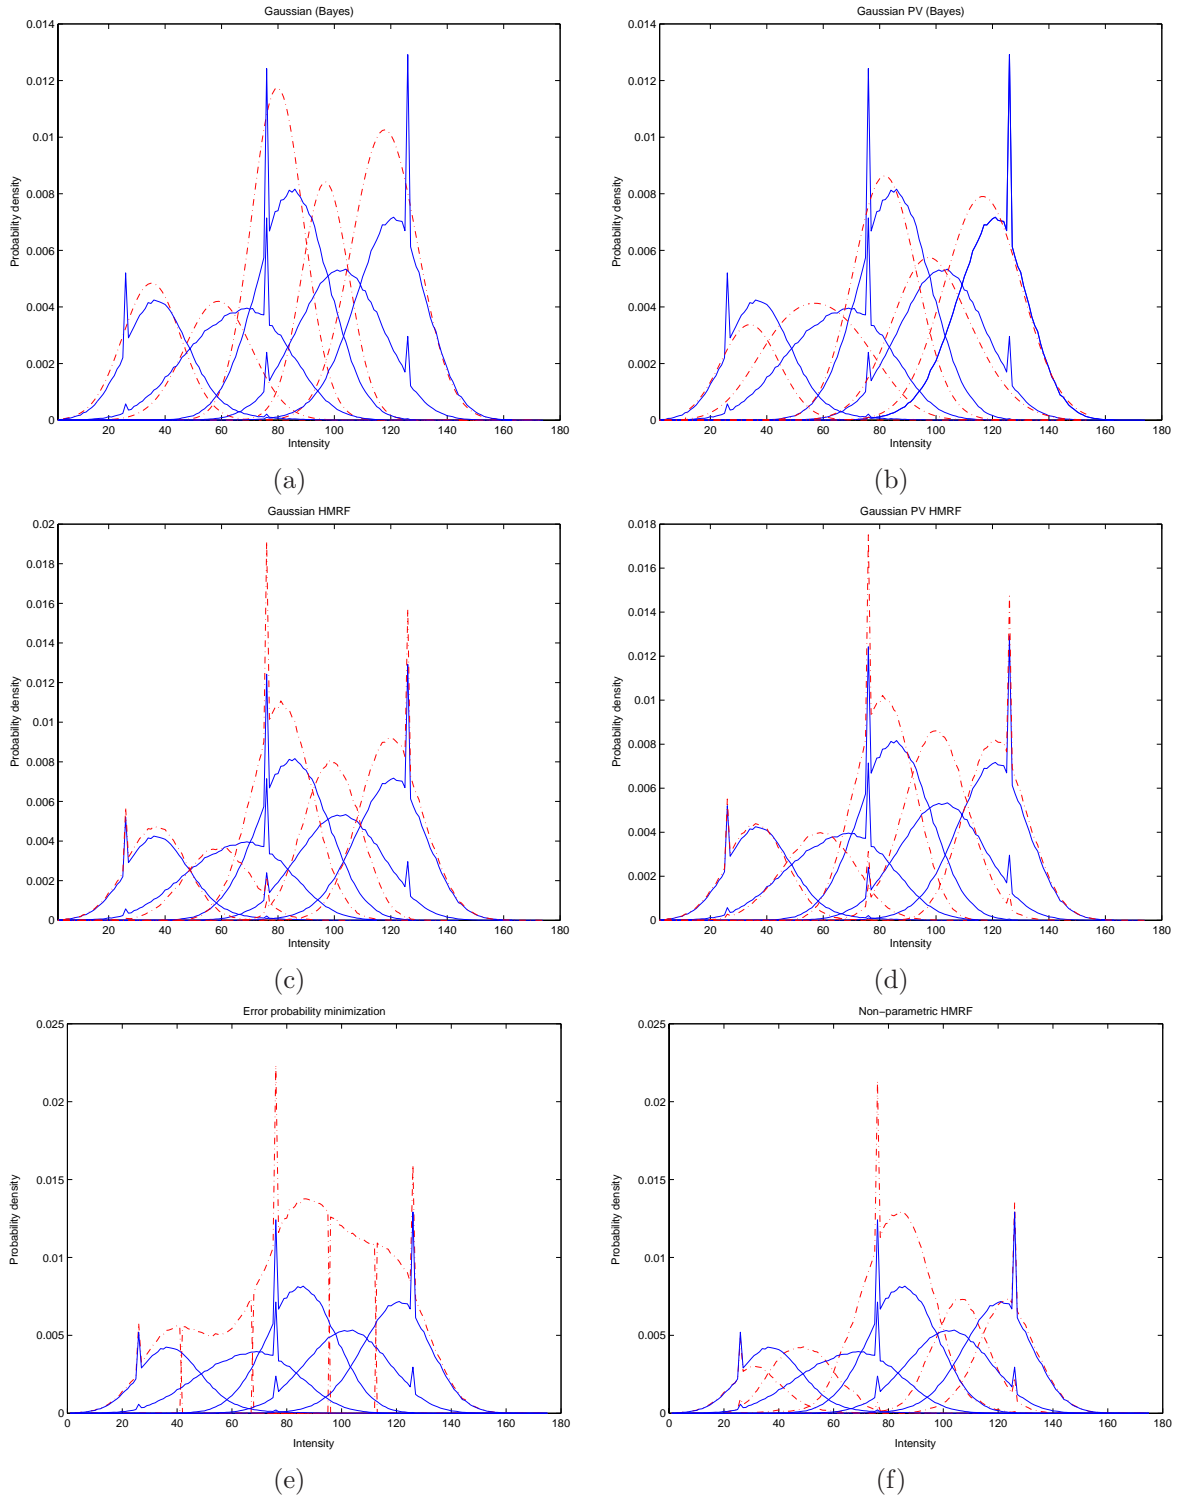 Gaussian (Bayes)
0.014
0.012
0.01
0.008
0.006
0.004
0.002
0
Probability density
20 40 60 80 100 120 140 160 180
Intensity
(a)
Gaussian PV (Bayes)
0.014
0.012
0.01
0.008
0.006
0.004
0.002
0
Probability density
20 40 60 80 100 120 140 160 180
Intensity
(b)
Gaussian HMRF
0.02
0.018
0.016
0.014
0.012
0.01
0.008
0.006
0.004
0.002
0
Probability density
20 40 60 80 100 120 140 160 180
Intensity
(c)
Gaussian PV HMRF
0.018
0.016
0.014
0.012
0.01
0.008
0.006
0.004
0.002
0
Probability density
20 40 60 80 100 120 140 160 180
Intensity
(d)
Error probability minimization
0.025
0.02
0.015
0.01
0.005
0
Probability density
0 20 40 60 80 100 120 140 160 180
Intensity
(e)
Non−parametric HMRF
0.025
0.02
0.015
0.01
0.005
0
Probability density
0 20 40 60 80 100 120 140 160 180
Intensity
(f)